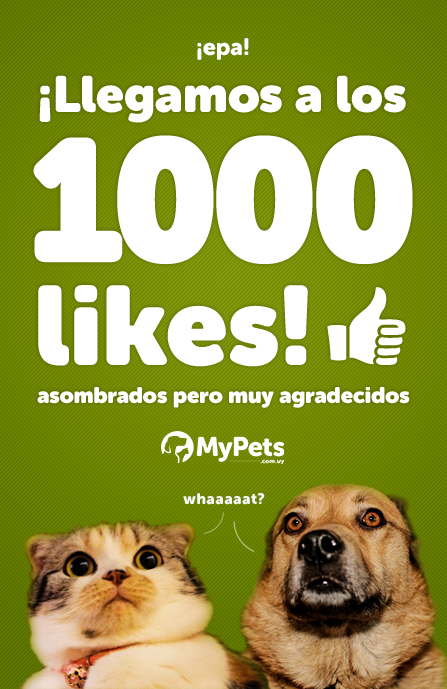 ¡epa!
¡Llegamos a los
1000
likes!
asombrados pero muy agradecidos
MyPets
.com.uy
whaaaaat?